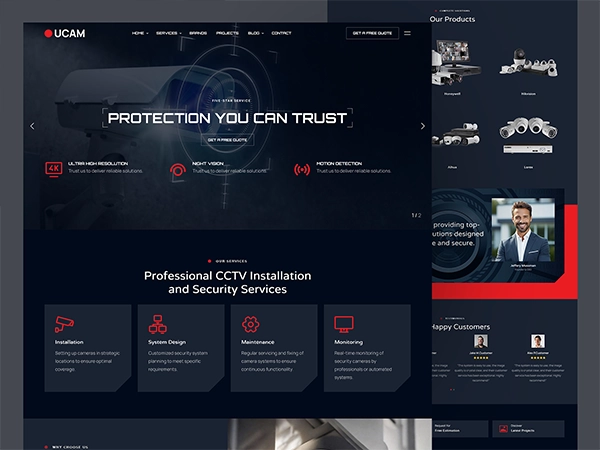 UCAM
HOME
SERVICES
BRANDS
PROJECTS
BLOG
CONTACT
GET A FREE QUOTE
FIVE-STAR SERVICE
PROTECTION YOU CAN TRUST
GET A FREE QUOTE
4K
ULTRA HIGH RESOLUTION
Trust us to deliver reliable solutions.
NIGHT VISION
Trust us to deliver reliable solutions.
MOTION DETECTION
Trust us to deliver reliable solutions.
1 / 2
OUR SERVICES
Professional CCTV Installation
and Security Services
Installation
Setting up cameras in strategic
locations to ensure optimal
coverage.
System Design
Customized security system
planning to meet specific
requirements.
Maintenance
Regular servicing and fixing of
camera systems to ensure
continuous functionality.
Monitoring
Real-time monitoring of
security cameras by
professionals or automated
systems.
WHY CHOOSE US
Our Products
Honeywell
Hikvision
Lorex
providing top-
utions designed
e and secure.
Happy Customers
Request for
Free Estimation
Discover
Latest Projects